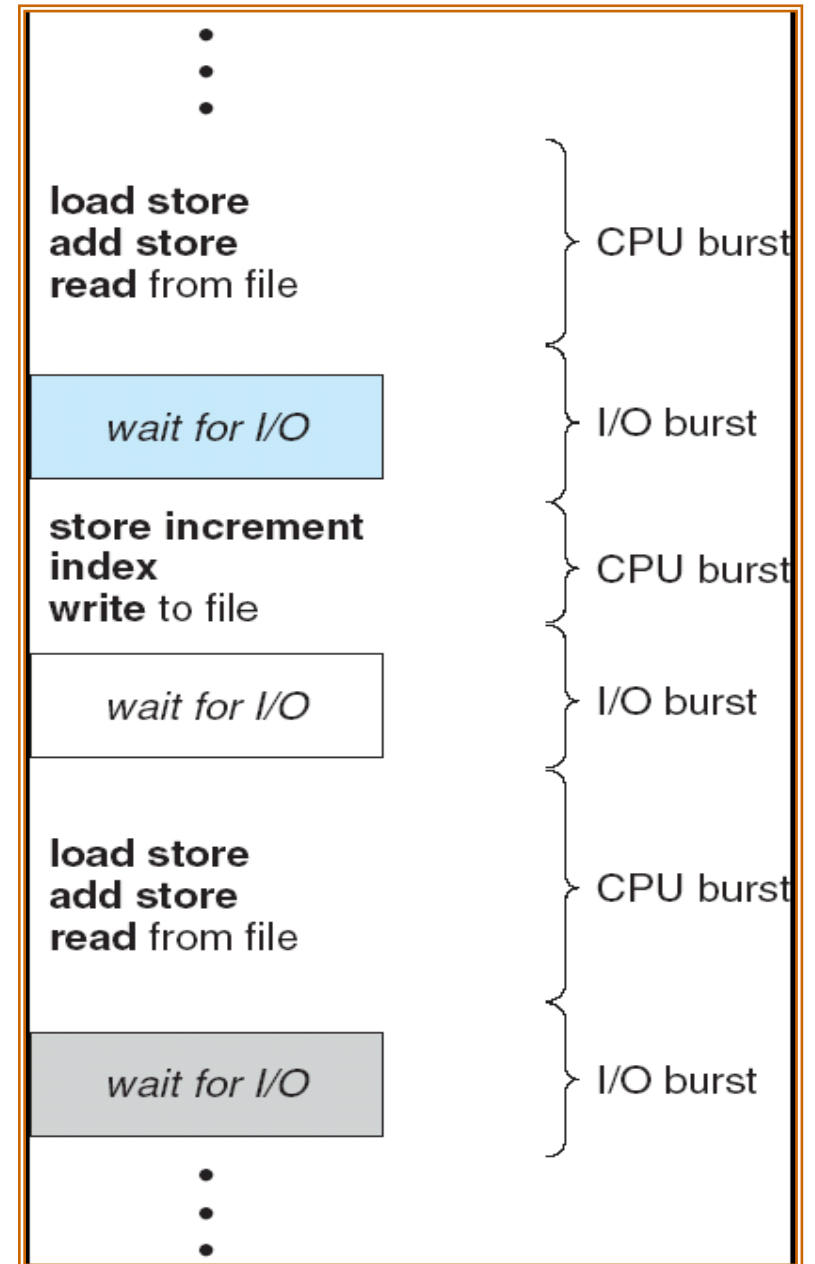 load store
add store
read from file
CPU burst
wait for I/O
I/O burst
store increment
index
write to file
CPU burst
wait for I/O
I/O burst
load store
add store
read from file
CPU burst
wait for I/O
I/O burst